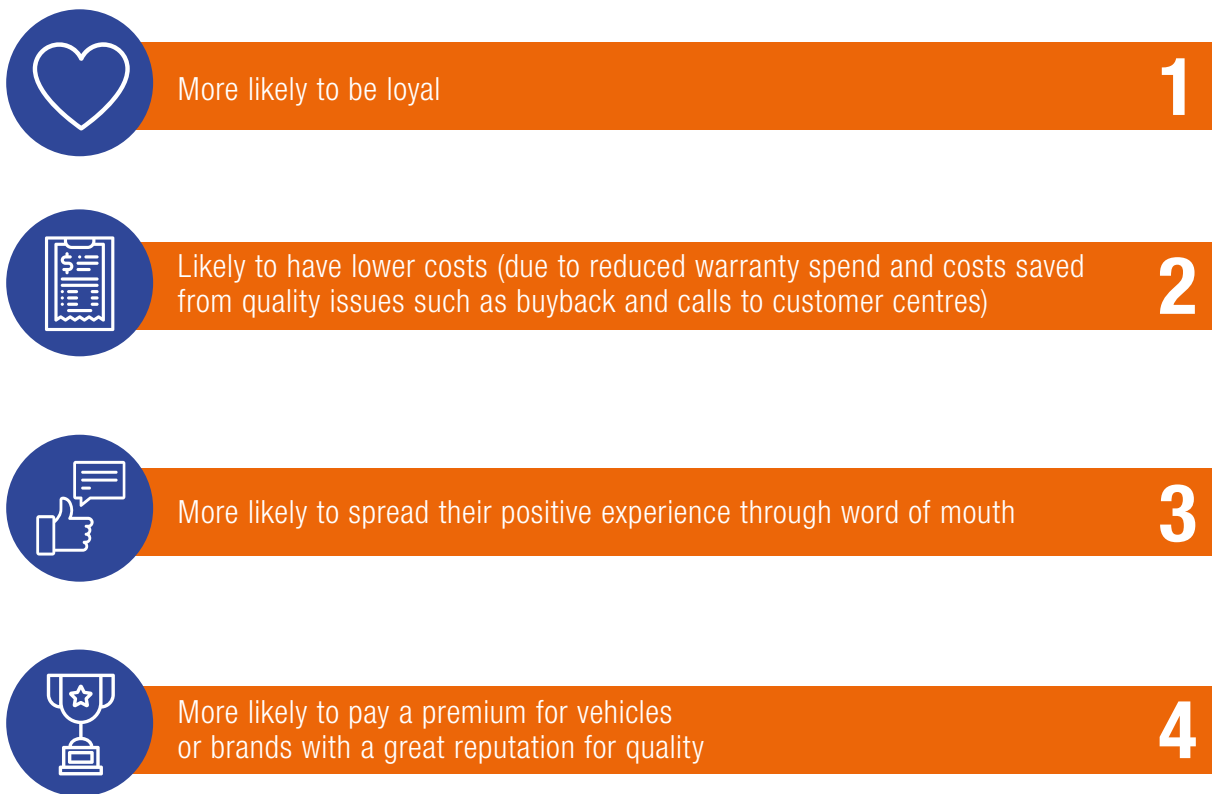 More likely to be loyal
1
Likely to have lower costs (due to reduced warranty spend and costs saved
from quality issues such as buyback and calls to customer centres)
2
$
More likely to spread their positive experience through word of mouth
3
More likely to pay a premium for vehicles
or brands with a great reputation for quality
4